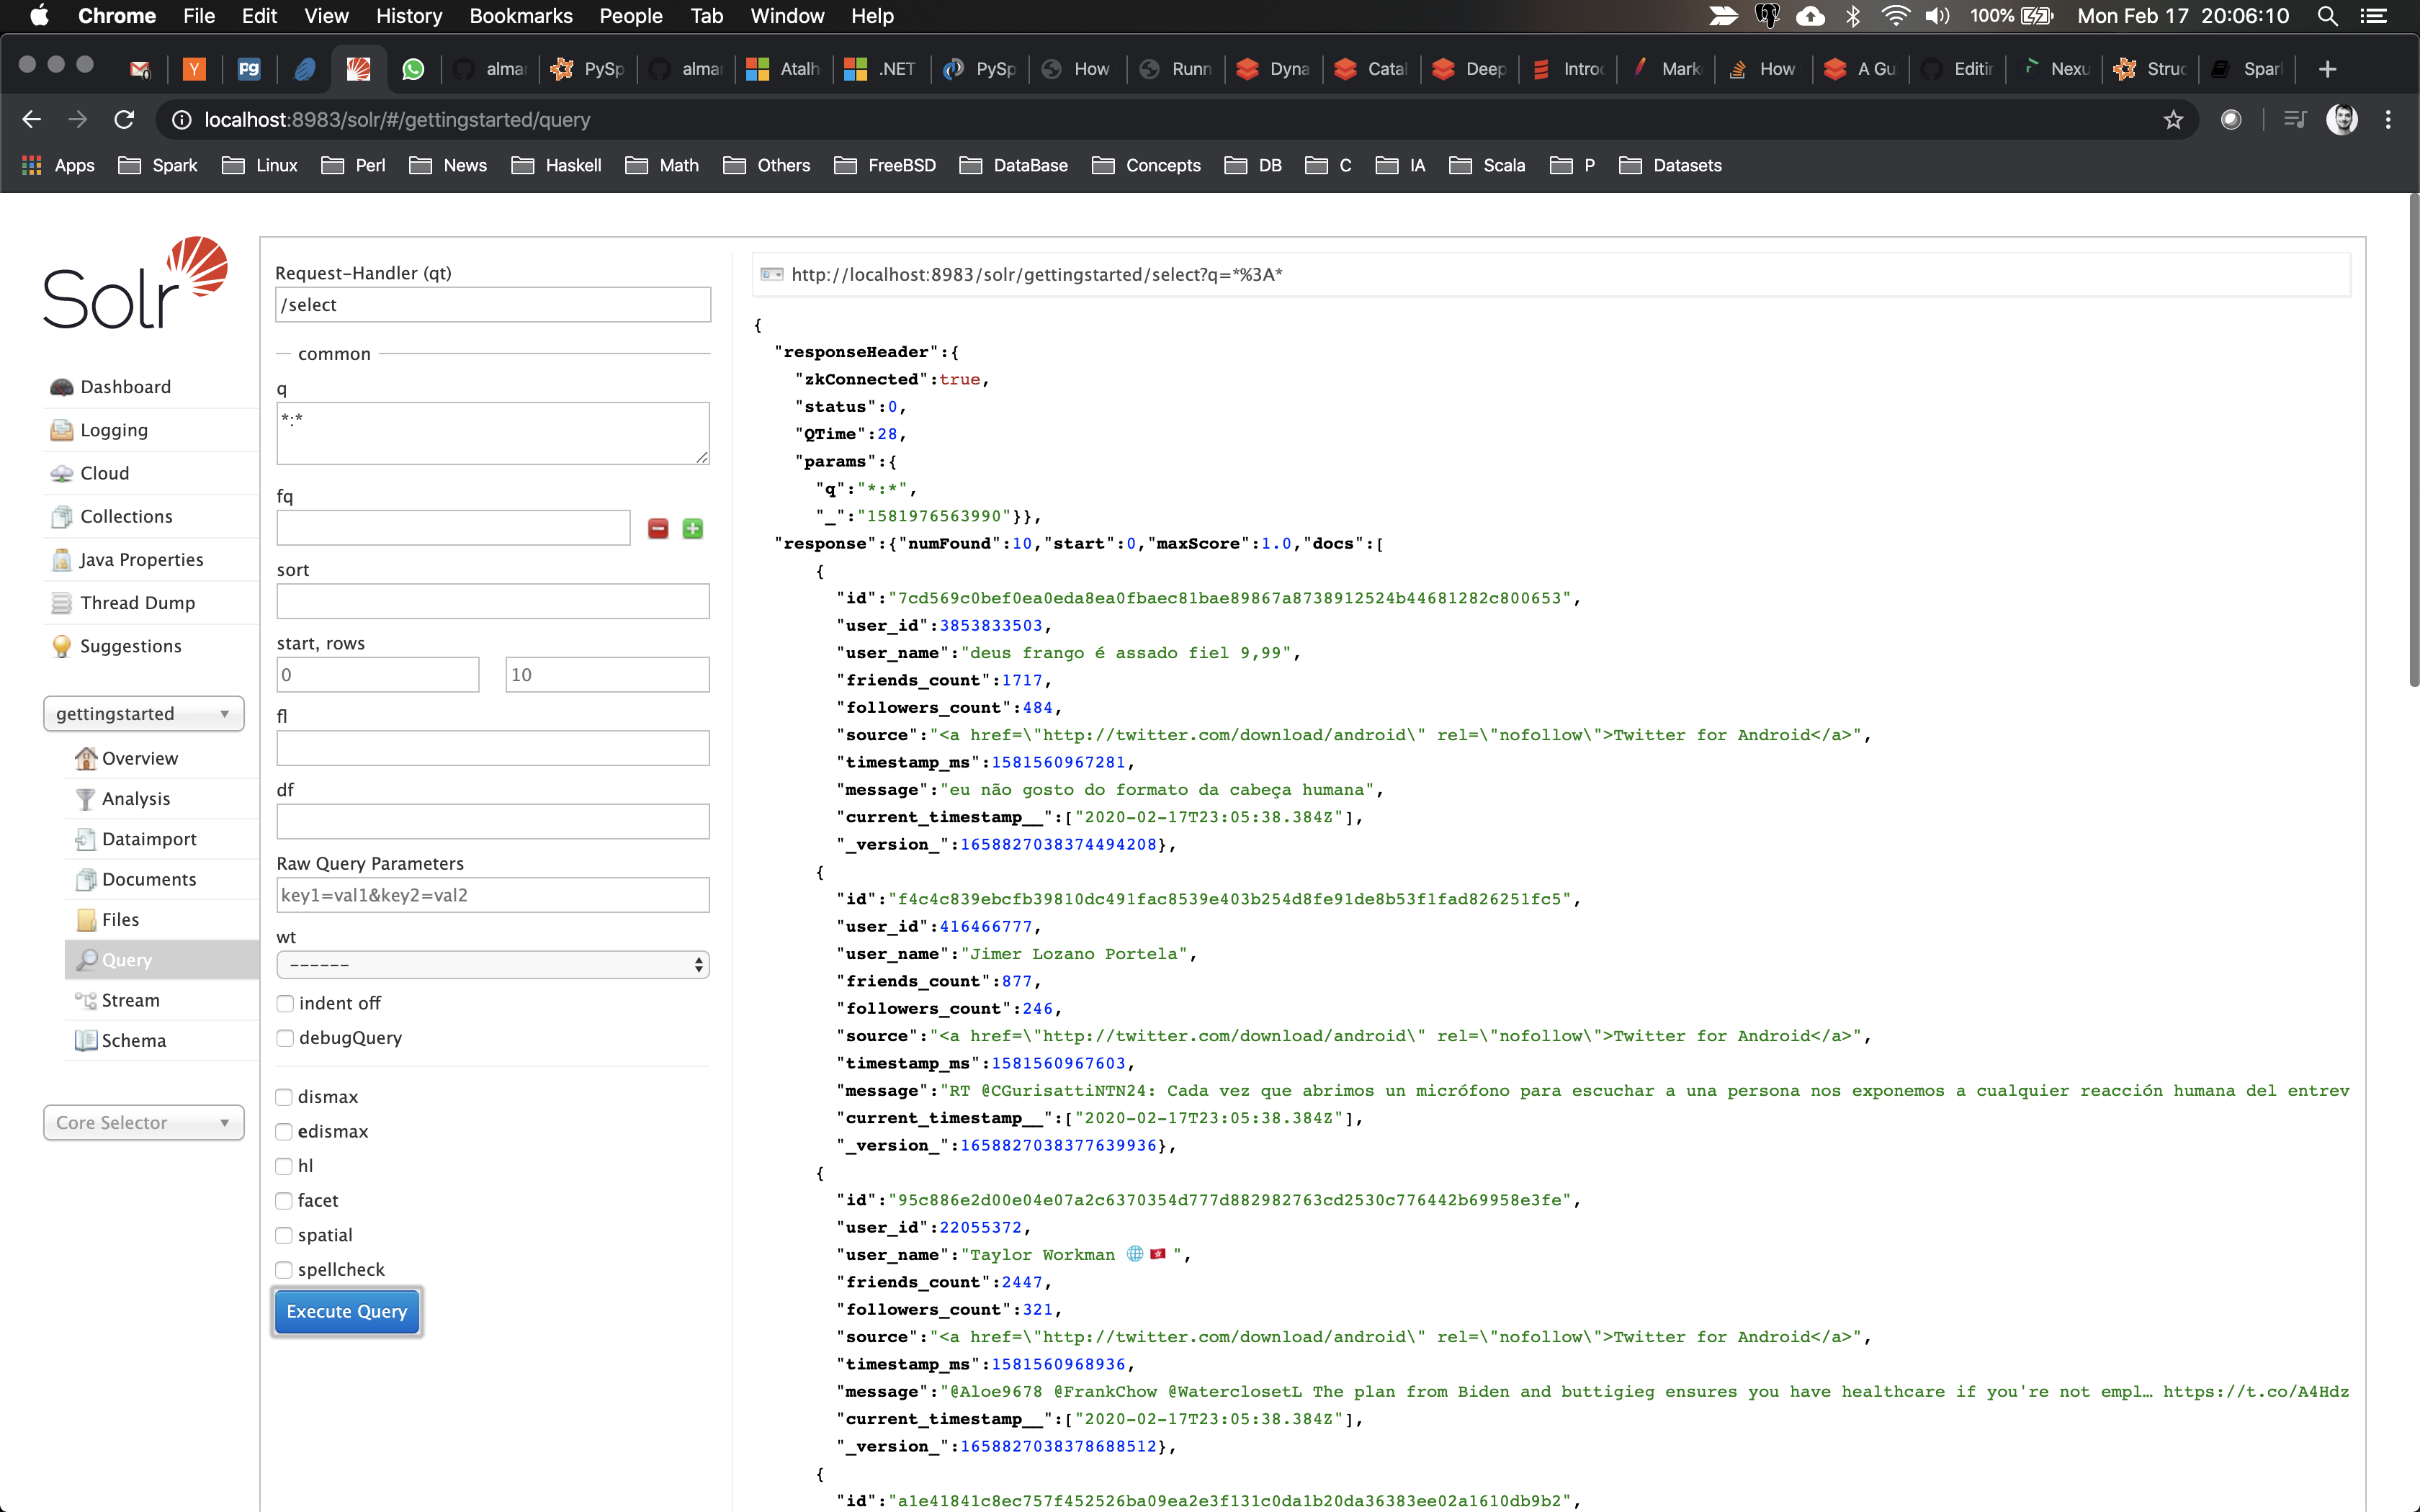 Chrome File Edit View History Bookmarks People Tab Window Help 100% Mon Feb 17 20:06:10
Y pg almar PySp almar Atalh .NET PySp How Runn Dyna Catal Deep Introd Mark How A Gui Editin Nexu Struc Spark
localhost:8983/solr/#/gettingstarted/query
Apps Spark Linux Perl News Haskell Math Others FreeBSD DataBase Concepts DB C IA Scala P Datasets
Solr
Dashboard
Logging
Cloud
Collections
Java Properties
Thread Dump
Suggestions
gettingstarted
Overview
Analysis
Dataimport
Documents
Files
Query
Stream
Schema
Core Selector
Request-Handler (qt)
/select
common
q
*:*
fq
sort
start, rows
0 10
fl
df
Raw Query Parameters
key1=val1&key2=val2
wt
------
indent off
debugQuery
dismax
edismax
hl
facet
spatial
spellcheck
Execute Query
http://localhost:8983/solr/gettingstarted/select?q=*%3A*
{
"responseHeader":{
"zkConnected":true,
"status":0,
"QTime":28,
"params":{
"q":"*:*",
"_":"1581976563990"}},
"response":{"numFound":10,"start":0,"maxScore":1.0,"docs":[
{
"id":"7cd569c0bef0ea0eda8ea0fbaec81bae89867a8738912524b44681282c800653",
"user_id":3853833503,
"user_name":"deus frango é assado fiel 9,99",
"friends_count":1717,
"followers_count":484,
"source":"<a href=\"http://twitter.com/download/android\" rel=\"nofollow\">Twitter for Android</a>",
"timestamp_ms":1581560967281,
"message":"eu não gosto do formato da cabeça humana",
"current_timestamp__":["2020-02-17T23:05:38.384Z"],
"_version_":1658827038374494208},
{
"id":"f4c4c839ebcfb39810dc491fac8539e403b254d8fe91de8b53f1fad826251fc5",
"user_id":416466777,
"user_name":"Jimer Lozano Portela",
"friends_count":877,
"followers_count":246,
"source":"<a href=\"http://twitter.com/download/android\" rel=\"nofollow\">Twitter for Android</a>",
"timestamp_ms":1581560967603,
"message":"RT @CGurisattiNTN24: Cada vez que abrimos un micrófono para escuchar a una persona nos exponemos a cualquier reacción humana del entrev
"current_timestamp__":["2020-02-17T23:05:38.384Z"],
"_version_":1658827038377639936},
{
"id":"95c886e2d00e04e07a2c6370354d777d882982763cd2530c776442b69958e3fe",
"user_id":22055372,
"user_name":"Taylor Workman 🌐🇭🇰 ",
"friends_count":2447,
"followers_count":321,
"source":"<a href=\"http://twitter.com/download/android\" rel=\"nofollow\">Twitter for Android</a>",
"timestamp_ms":1581560968936,
"message":"@Aloe9678 @FrankChow @WaterclosetL The plan from Biden and buttigieg ensures you have healthcare if you're not empl… https://t.co/A4Hdz
"current_timestamp__":["2020-02-17T23:05:38.384Z"],
"_version_":1658827038378688512},
{
"id":"a1e41841c8ec757f452526ba09ea2e3f131c0da1b20da36383ee02a1610db9b2",